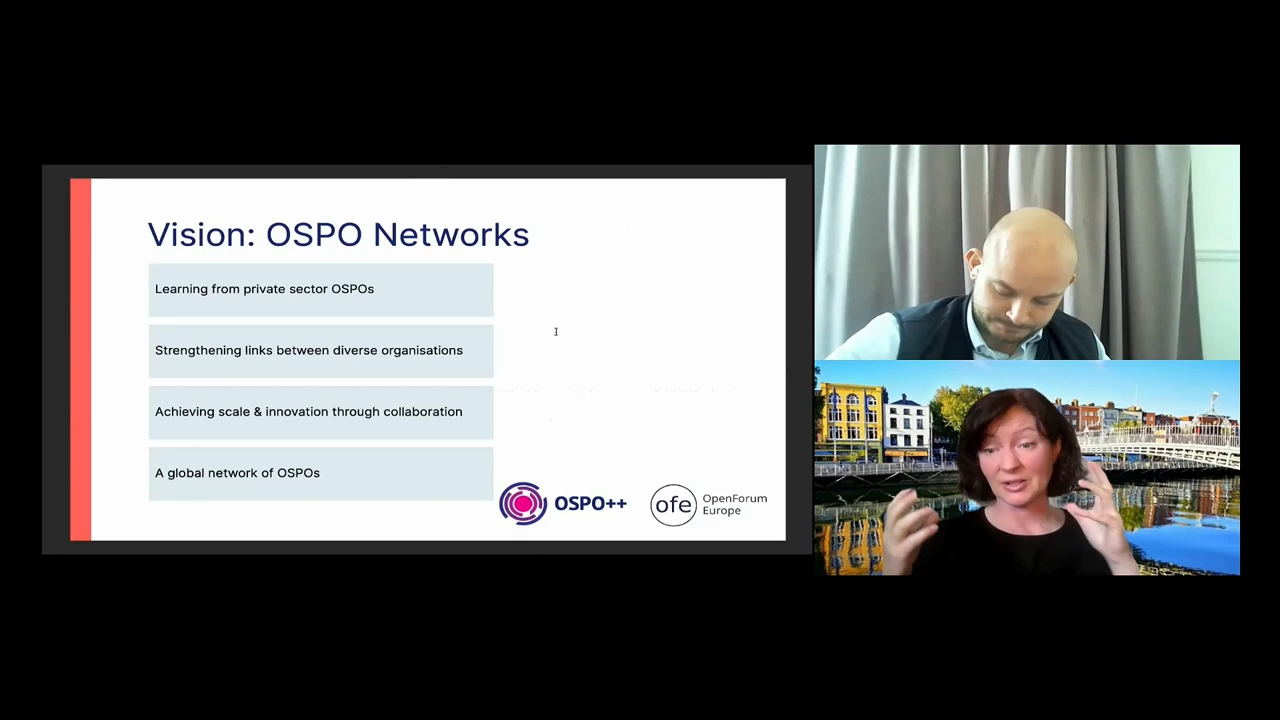 Vision: OSPO Networks
Learning from private sector OSPOs
Strengthening links between diverse organisations
Achieving scale & innovation through collaboration
A global network of OSPOs
OSPO++
ofe
OpenForum
Europe